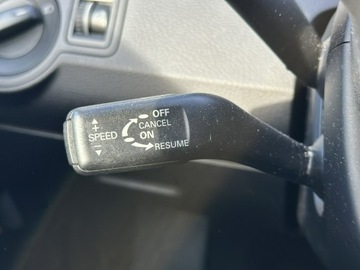 OFF
CANCEL
+
SPEED
ON
–
RESUME